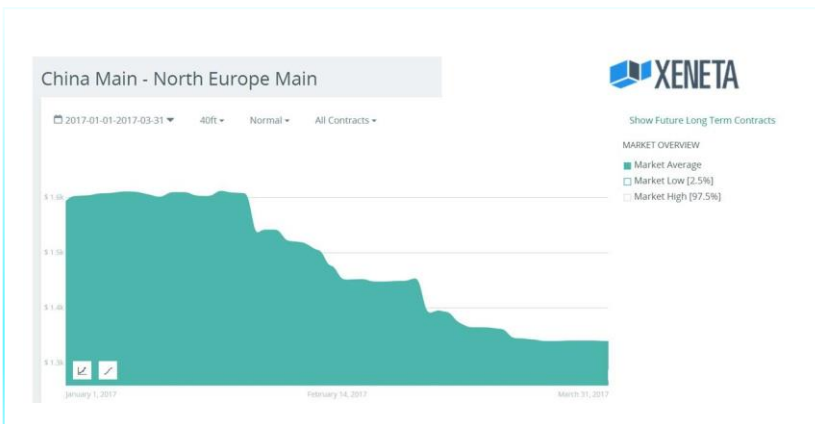 China Main - North Europe Main
XENETA
2017-01-01-2017-03-31
40ft
Normal
All Contracts
Show Future Long Term Contracts
MARKET OVERVIEW
Market Average
Market Low [2.5%]
Market High [97.5%]
$ 1.6k
$ 1.5k
$ 1.4k
$ 1.3k
January 1, 2017
February 14, 2017
March 31, 2017